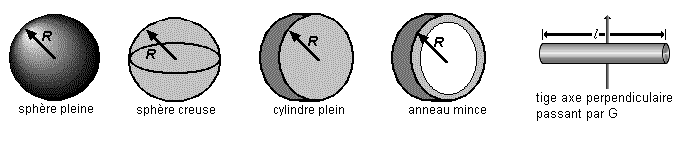 R
R
R
R
l
sphère pleine
sphère creuse
cylindre plein
anneau mince
tige axe perpendiculaire
passant par G